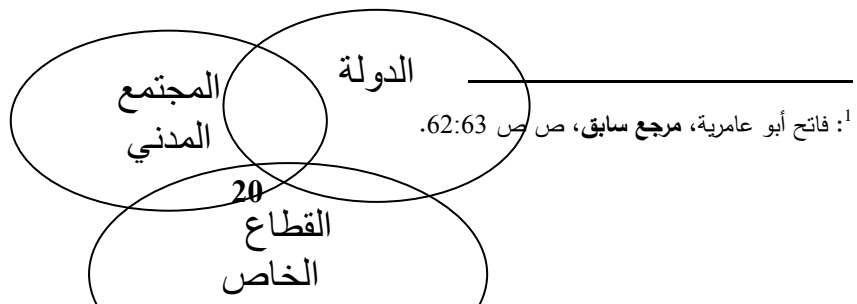 الدولة
المجتمع
المدني
1: فاتح أبو عامرية، مرجع سابق، ص ص 62:63.
20
القطاع
الخاص